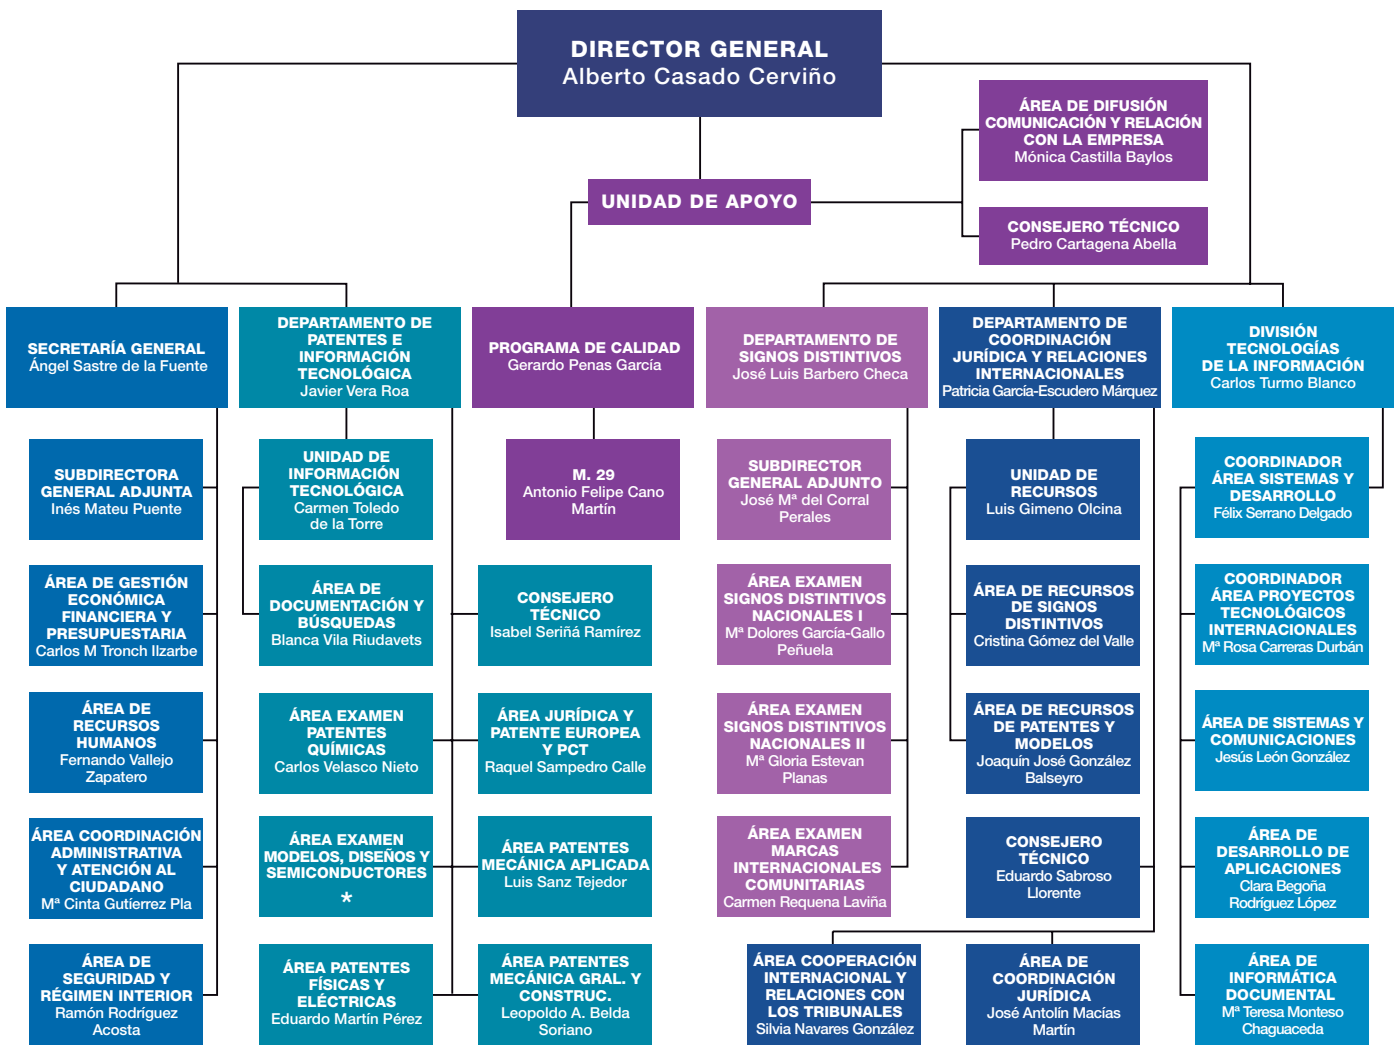 DIRECTOR GENERAL
Alberto Casado Cerviño
ÁREA DE DIFUSIÓN
COMUNICACIÓN Y RELACIÓN
CON LA EMPRESA
Mónica Castilla Baylos
UNIDAD DE APOYO
CONSEJERO TÉCNICO
Pedro Cartagena Abella
SECRETARÍA GENERAL
Ángel Sastre de la Fuente
DEPARTAMENTO DE
PATENTES E
INFORMACIÓN
TECNOLÓGICA
Javier Vera Roa
PROGRAMA DE CALIDAD
Gerardo Penas García
DEPARTAMENTO DE
SIGNOS DISTINTIVOS
José Luis Barbero Checa
DEPARTAMENTO DE
COORDINACIÓN
JURÍDICA Y RELACIONES
INTERNACIONALES
Patricia García-Escudero Márquez
DIVISIÓN
TECNOLOGÍAS
DE LA INFORMACIÓN
Carlos Turmo Blanco
SUBDIRECTORA
GENERAL ADJUNTA
Inés Mateu Puente
UNIDAD DE
INFORMACIÓN
TECNOLÓGICA
Carmen Toledo
de la Torre
M. 29
Antonio Felipe Cano
Martín
SUBDIRECTOR
GENERAL ADJUNTO
José Mª del Corral
Perales
UNIDAD DE
RECURSOS
Luis Gimeno Olcina
COORDINADOR
ÁREA SISTEMAS Y
DESARROLLO
Félix Serrano Delgado
ÁREA DE GESTIÓN
ECONÓMICA
FINANCIERA Y
PRESUPUESTARIA
Carlos M Tronch Ilzarbe
ÁREA DE
DOCUMENTACIÓN Y
BÚSQUEDAS
Blanca Vila Riudavets
CONSEJERO
TÉCNICO
Isabel Seriñá Ramírez
ÁREA EXAMEN
SIGNOS DISTINTIVOS
NACIONALES I
Mª Dolores García-Gallo
Peñuela
ÁREA DE RECURSOS
DE SIGNOS
DISTINTIVOS
Cristina Gómez del Valle
COORDINADOR
ÁREA PROYECTOS
TECNOLÓGICOS
INTERNACIONALES
Mª Rosa Carreras Durbán
ÁREA DE
RECURSOS
HUMANOS
Fernando Vallejo
Zapatero
ÁREA EXAMEN
PATENTES
QUÍMICAS
Carlos Velasco Nieto
ÁREA JURÍDICA Y
PATENTE EUROPEA
Y PCT
Raquel Sampedro Calle
ÁREA EXAMEN
SIGNOS DISTINTIVOS
NACIONALES II
Mª Gloria Estevan
Planas
ÁREA DE RECURSOS
DE PATENTES Y
MODELOS
Joaquín José González
Balseyro
ÁREA DE SISTEMAS Y
COMUNICACIONES
Jesús León González
ÁREA COORDINACIÓN
ADMINISTRATIVA
Y ATENCIÓN AL
CIUDADANO
Mª Cinta Gutíerrez Pla
ÁREA EXAMEN
MODELOS, DISEÑOS Y
SEMICONDUCTORES
*
ÁREA PATENTES
MECÁNICA APLICADA
Luis Sanz Tejedor
ÁREA EXAMEN
MARCAS
INTERNACIONALES
COMUNITARIAS
Carmen Requena Laviña
CONSEJERO
TÉCNICO
Eduardo Sabroso
Llorente
ÁREA DE
DESARROLLO DE
APLICACIONES
Clara Begoña
Rodríguez López
ÁREA DE
SEGURIDAD Y
RÉGIMEN INTERIOR
Ramón Rodríguez
Acosta
ÁREA PATENTES
FÍSICAS Y
ELÉCTRICAS
Eduardo Martín Pérez
ÁREA PATENTES
MECÁNICA GRAL. Y
CONSTRUC.
Leopoldo A. Belda
Soriano
ÁREA COOPERACIÓN
INTERNACIONAL Y
RELACIONES CON
LOS TRIBUNALES
Silvia Navares González
ÁREA DE
COORDINACIÓN
JURÍDICA
José Antolín Macías
Martín
ÁREA DE
INFORMÁTICA
DOCUMENTAL
Mª Teresa Monteso
Chaguaceda